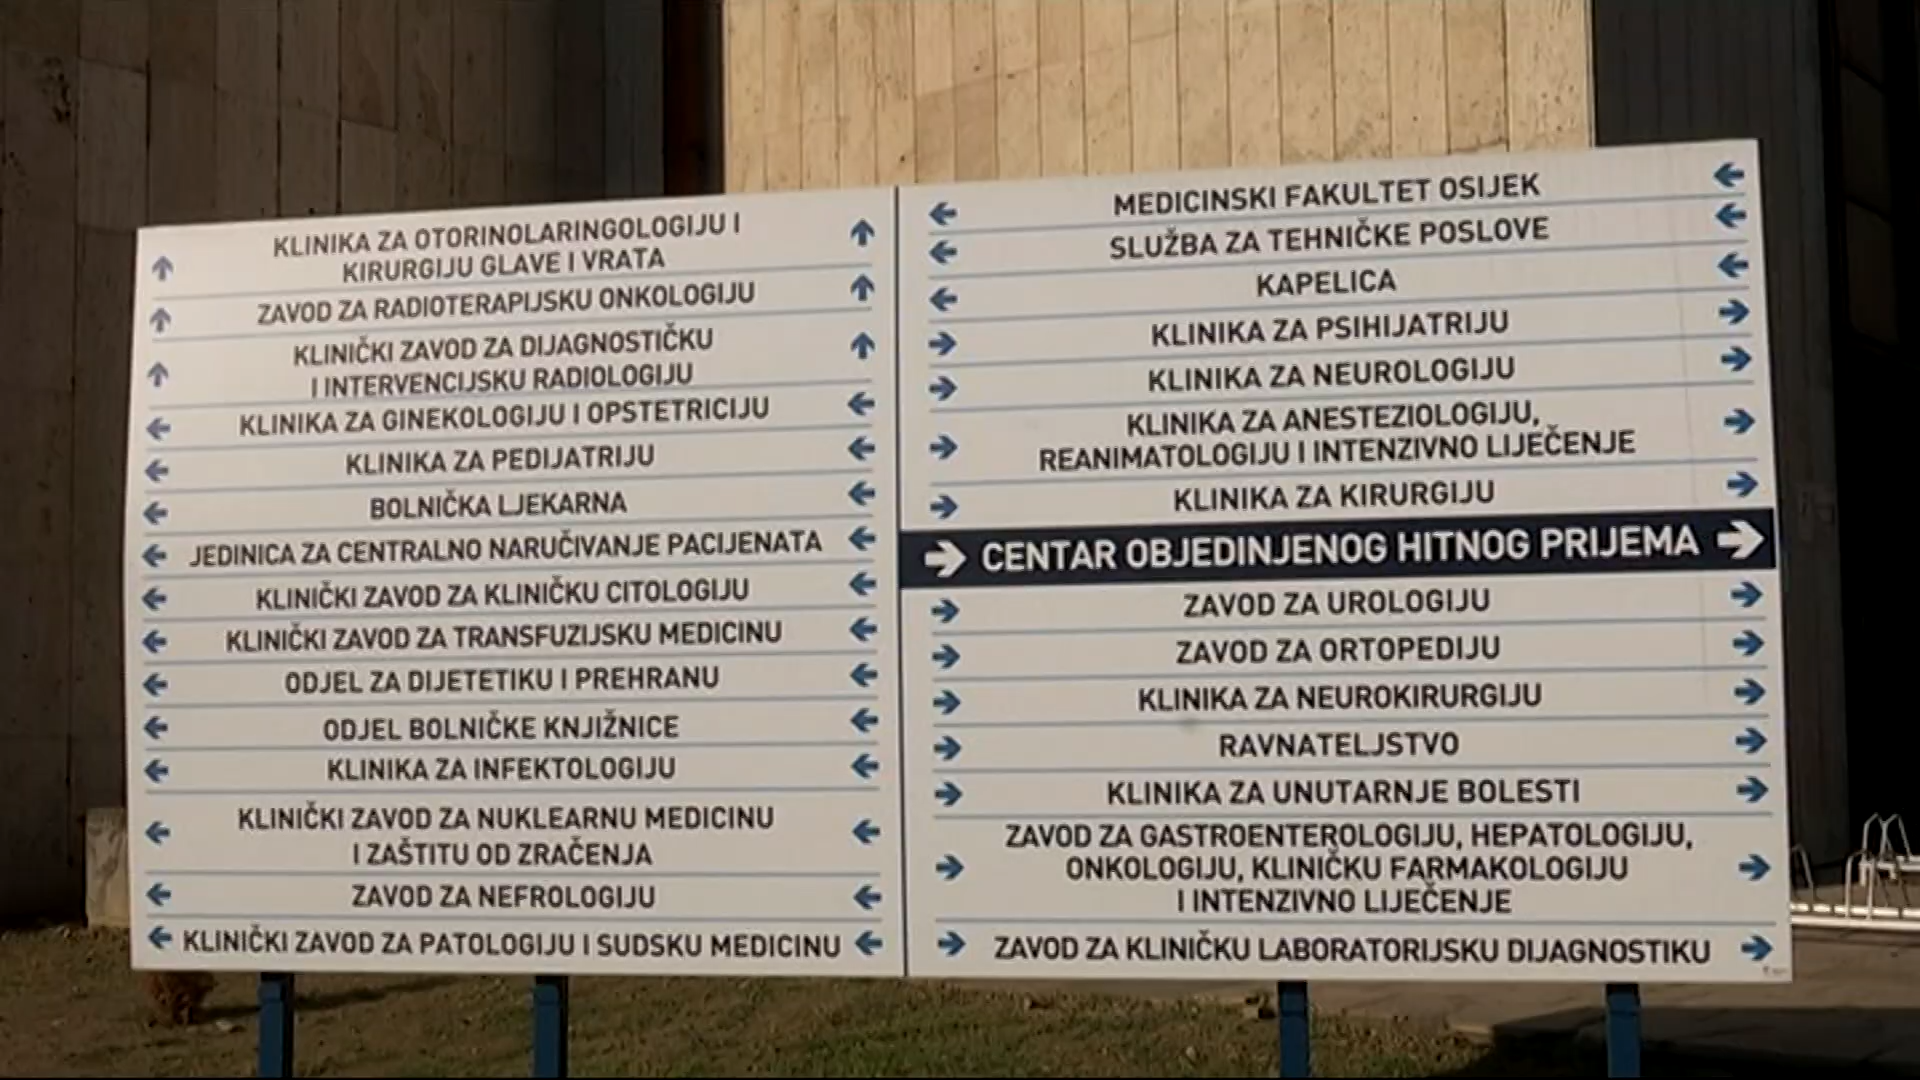 KLINIKA ZA OTORINOLARINGOLOGIJU I
KIRURGIJU GLAVE I VRATA
ZAVOD ZA RADIOTERAPIJSKU ONKOLOGIJU
KLINIČKI ZAVOD ZA DIJAGNOSTIČKU
I INTERVENCIJSKU RADIOLOGIJU
KLINIKA ZA GINEKOLOGIJU I OPSTETRICIJU
KLINIKA ZA PEDIJATRIJU
BOLNIČKA LJEKARNA
JEDINICA ZA CENTRALNO NARUČIVANJE PACIJENATA
KLINIČKI ZAVOD ZA KLINIČKU CITOLOGIJU
KLINIČKI ZAVOD ZA TRANSFUZIJSKU MEDICINU
ODJEL ZA DIJETETIKU I PREHRANU
ODJEL BOLNIČKE KNJIŽNICE
KLINIKA ZA INFEKTOLOGIJU
KLINIČKI ZAVOD ZA NUKLEARNU MEDICINU
I ZAŠTITU OD ZRAČENJA
ZAVOD ZA NEFROLOGIJU
KLINIČKI ZAVOD ZA PATOLOGIJU I SUDSKU MEDICINU
MEDICINSKI FAKULTET OSIJEK
SLUŽBA ZA TEHNIČKE POSLOVE
KAPELICA
KLINIKA ZA PSIHIJATRIJU
KLINIKA ZA NEUROLOGIJU
KLINIKA ZA ANESTEZIOLOGIJU,
REANIMATOLOGIJU I INTENZIVNO LIJEČENJE
KLINIKA ZA KIRURGIJU
CENTAR OBJEDINJENOG HITNOG PRIJEMA
ZAVOD ZA UROLOGIJU
ZAVOD ZA ORTOPEDIJU
KLINIKA ZA NEUROKIRURGIJU
RAVNATELJSTVO
KLINIKA ZA UNUTARNJE BOLESTI
ZAVOD ZA GASTROENTEROLOGIJU, HEPATOLOGIJU,
ONKOLOGIJU, KLINIČKU FARMAKOLOGIJU
I INTENZIVNO LIJEČENJE
ZAVOD ZA KLINIČKU LABORATORIJSKU DIJAGNOSTIKU